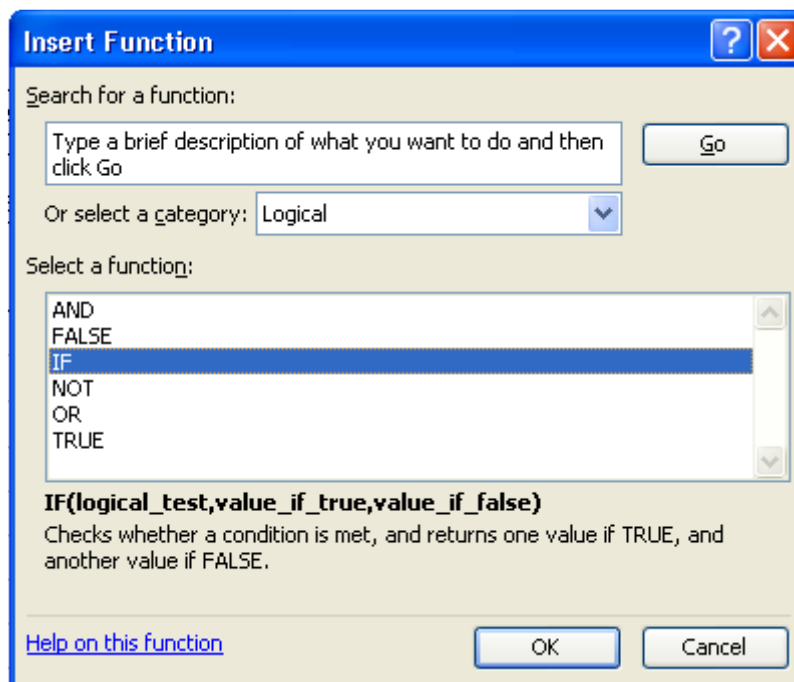 Insert Function
Search for a function:
Type a brief description of what you want to do and then
click Go
Go
Or select a category: Logical
Select a function:
AND
FALSE
IF
NOT
OR
TRUE
IF(logical_test,value_if_true,value_if_false)
Checks whether a condition is met, and returns one value if TRUE, and
another value if FALSE.
Help on this function
OK
Cancel